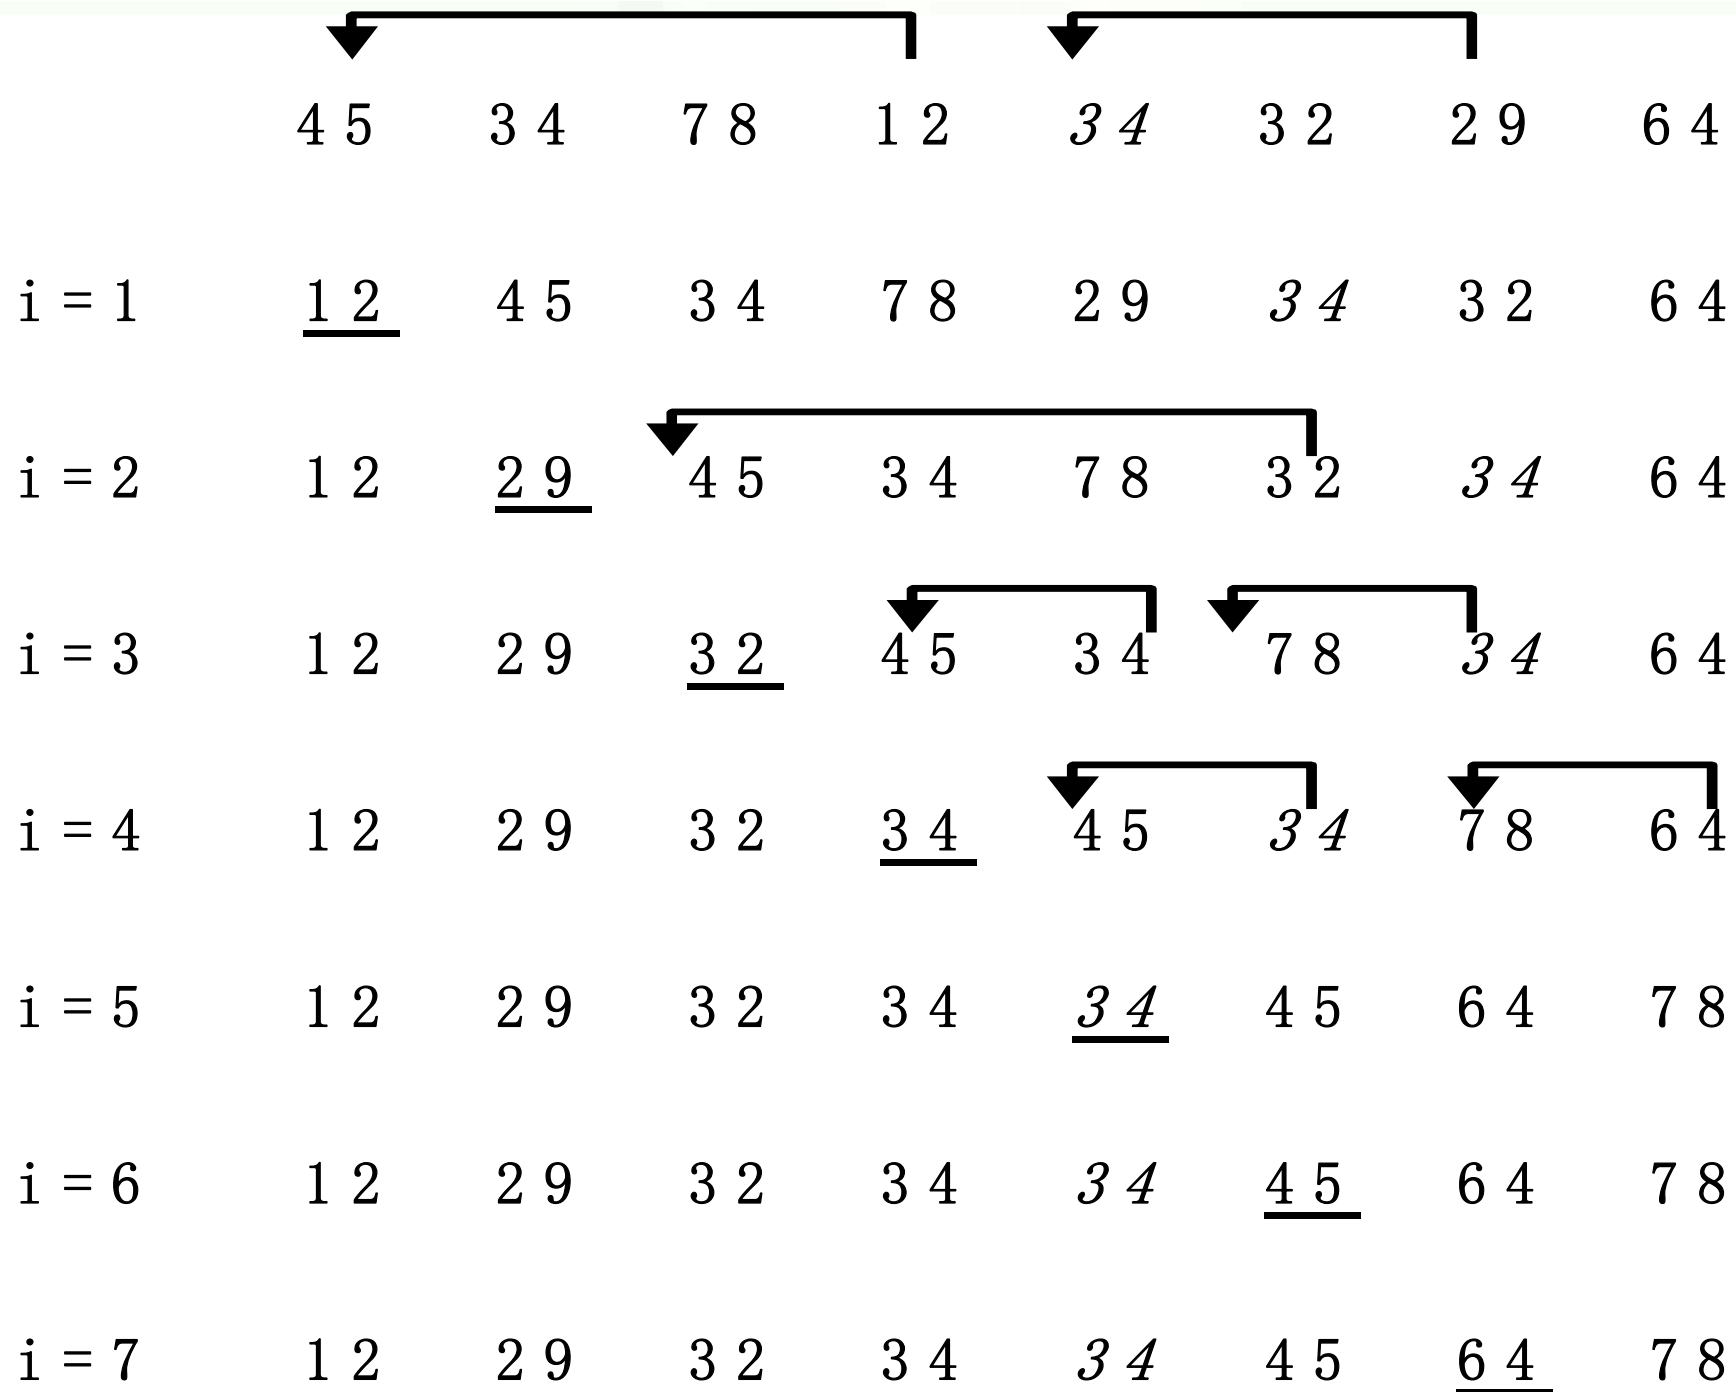 45 34 78 12 34 32 29 64
i=1 12 45 34 78 29 34 32 64
i=2 12 29 45 34 78 32 34 64
i=3 12 29 32 45 34 78 34 64
i=4 12 29 32 34 45 34 78 64
i=5 12 29 32 34 34 45 64 78
i=6 12 29 32 34 34 45 64 78
i=7 12 29 32 34 34 45 64 78